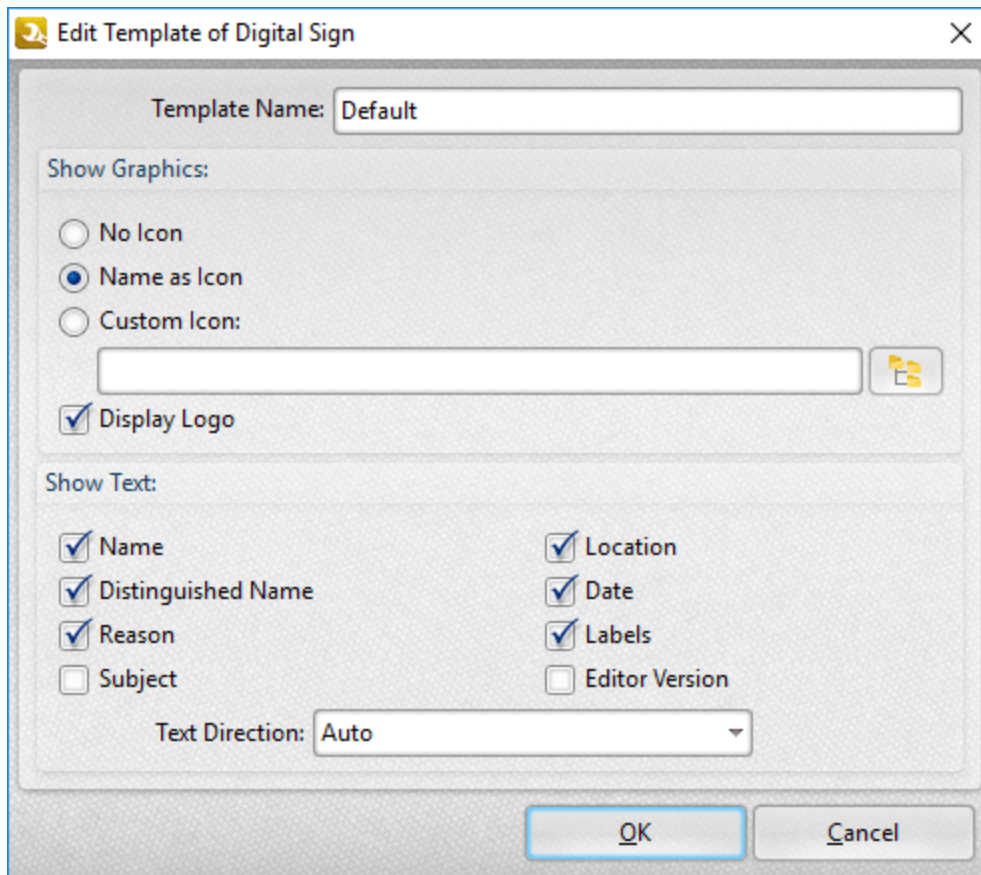 Edit Template of Digital Sign
Template Name: Default
Show Graphics:
No Icon
Name as Icon
Custom Icon:
Display Logo
Show Text:
Name Location
Distinguished Name Date
Reason Labels
Subject Editor Version
Text Direction: Auto
OK Cancel